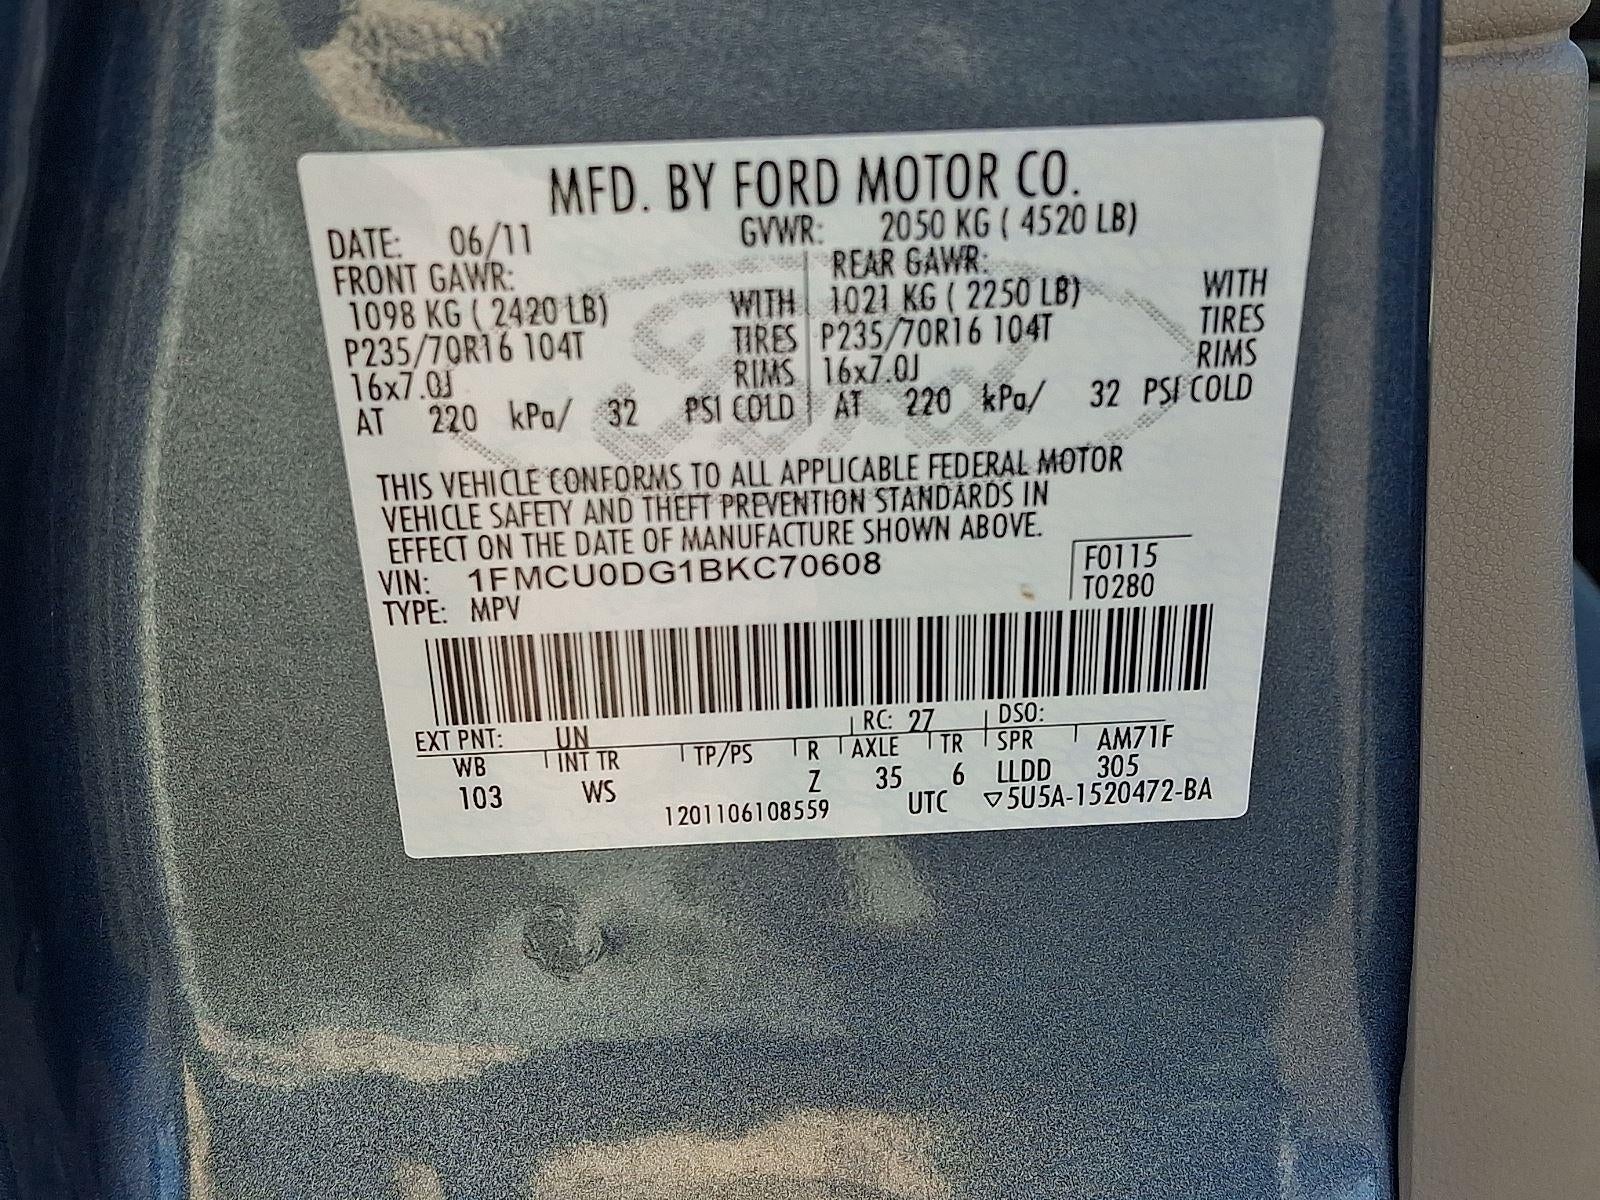 MFD. BY FORD MOTOR CO.
DATE: 06/11 GVWR: 2050 KG ( 4520 LB)
FRONT GAWR: REAR GAWR:
1098 KG ( 2420 LB) WITH 1021 KG ( 2250 LB) WITH
P235/70R16 104T TIRES P235/70R16 104T TIRES
16x7.0J RIMS 16x7.0J RIMS
AT 220 kPa/ 32 PSI COLD AT 220 kPa/ 32 PSI COLD
THIS VEHICLE CONFORMS TO ALL APPLICABLE FEDERAL MOTOR
VEHICLE SAFETY AND THEFT PREVENTION STANDARDS IN
EFFECT ON THE DATE OF MANUFACTURE SHOWN ABOVE.
VIN: 1FMCU0DG1BKC70608 F0115
TYPE: MPV T0280
EXT PNT: UN RC: 27 DSO:
WB INT TR TP/PS R AXLE TR SPR AM71F
103 WS Z 35 6 LLDD 305
1201106108559 UTC ▽5U5A-1520472-BA
Ford